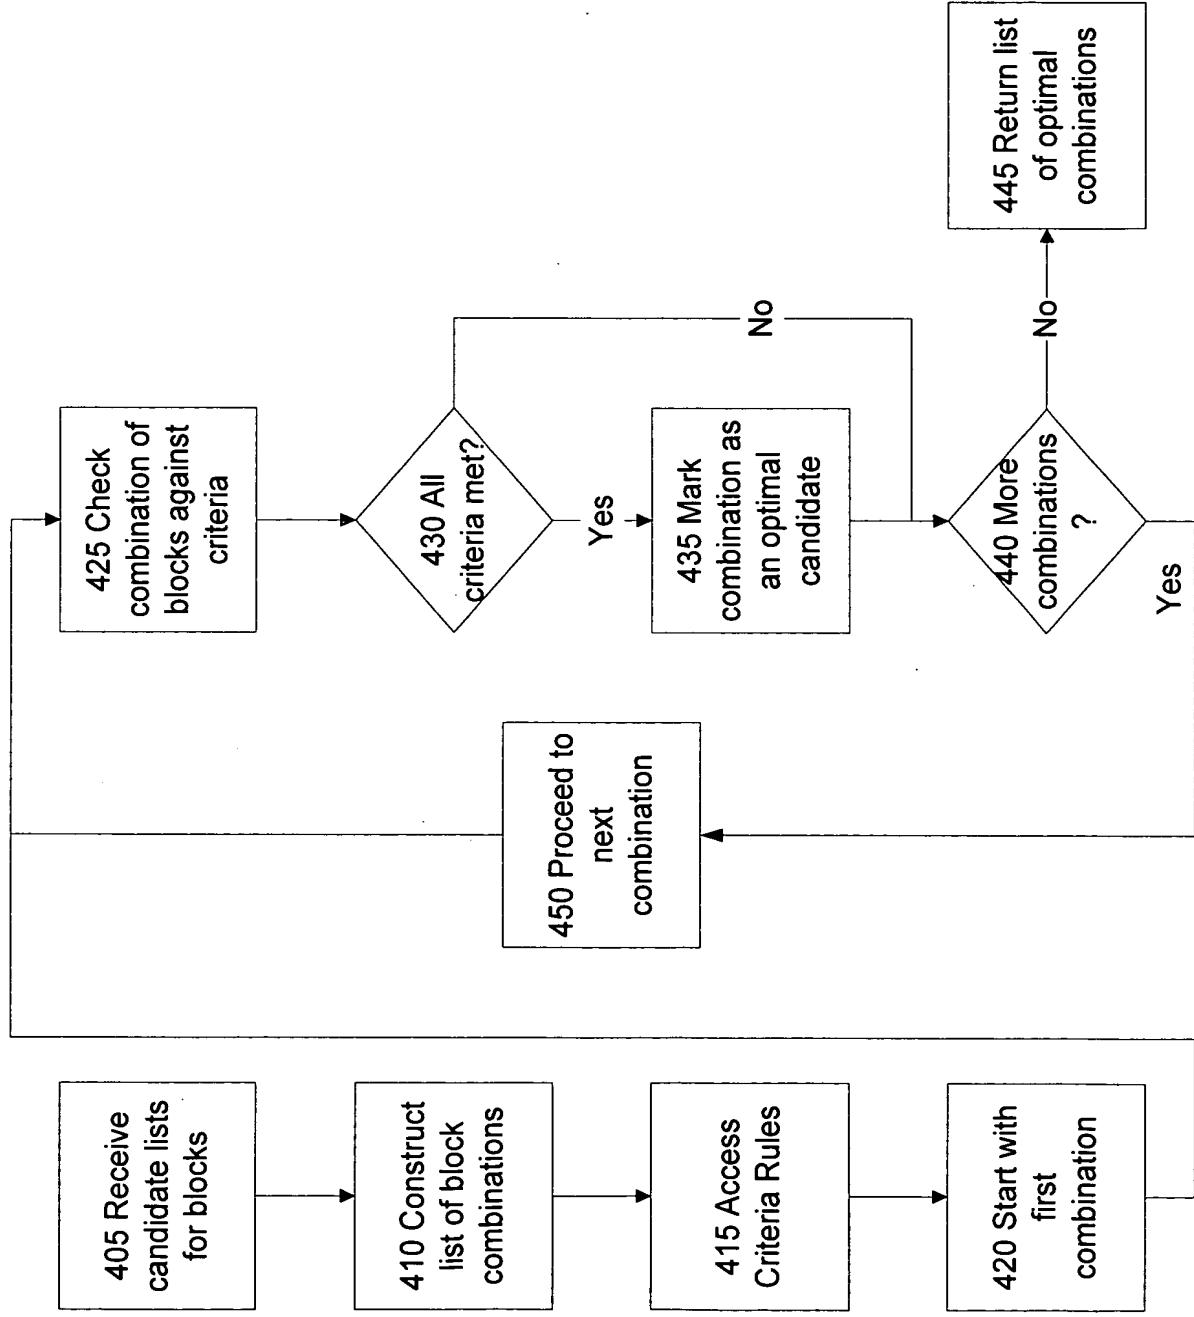 405 Receive
candidate lists
for blocks
410 Construct
list of block
combinations
415 Access
Criteria Rules
420 Start with
first
combination
450 Proceed to
next
combination
425 Check
combination of
blocks against
criteria
430 All
criteria met?
Yes
No
435 Mark
combination as
an optimal
candidate
440 More
combinations
?
Yes
No
445 Return list
of optimal
combinations